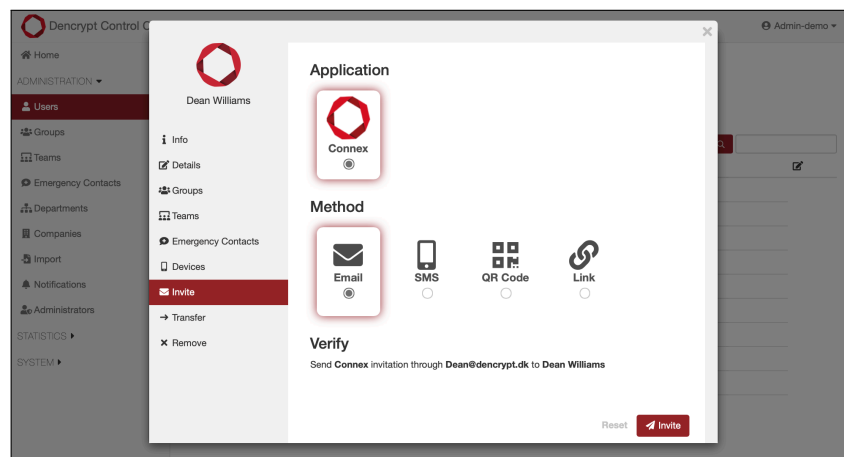 Dencrypt Control C
Admin-demo
Home
ADMINISTRATION
Users
Groups
Teams
Emergency Contacts
Departments
Companies
Import
Notifications
Administrators
STATISTICS
SYSTEM
Dean Williams
Info
Details
Groups
Teams
Emergency Contacts
Devices
Invite
Transfer
Remove
Application
Connex
Method
Email SMS QR Code Link
Verify
Send Connex invitation through Dean@dencrypt.dk to Dean Williams
Reset Invite